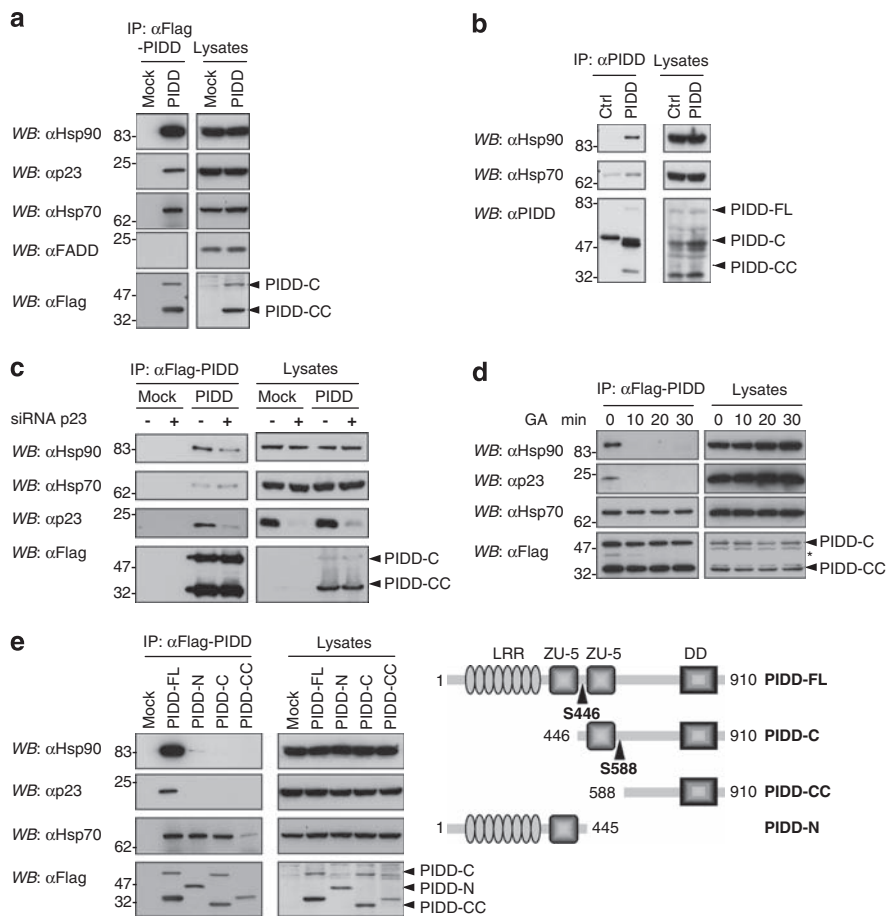 a
IP: αFlag
-PIDD Lysates
Mock PIDD Mock PIDD
WB: αHsp90 83-
WB: αp23 25-
WB: αHsp70 62-
WB: αFADD 25-
WB: αFlag 47- 32- PIDD-C PIDD-CC
b
IP: αPIDD Lysates
Ctrl PIDD Ctrl PIDD
WB: αHsp90 83-
WB: αHsp70 62-
WB: αPIDD 83- 47- 32- PIDD-FL PIDD-C PIDD-CC
c
IP: αFlag-PIDD Lysates
Mock PIDD Mock PIDD
siRNA p23 - + - + - + - +
WB: αHsp90 83-
WB: αHsp70 62-
WB: αp23 25-
WB: αFlag 47- 32- PIDD-C PIDD-CC
d
IP: αFlag-PIDD Lysates
GA min 0 10 20 30 0 10 20 30
WB: αHsp90 83-
WB: αp23 25-
WB: αHsp70 62-
WB: αFlag 47- 32- PIDD-C * PIDD-CC
e
IP: αFlag-PIDD Lysates
Mock PIDD-FL PIDD-N PIDD-C PIDD-CC Mock PIDD-FL PIDD-N PIDD-C PIDD-CC
WB: αHsp90 83-
WB: αp23 25-
WB: αHsp70 62-
WB: αFlag 47- 32- PIDD-C PIDD-N PIDD-CC
LRR ZU-5 ZU-5 DD
1 910 PIDD-FL
S446
446 910 PIDD-C
S588
588 910 PIDD-CC
1 445 PIDD-N